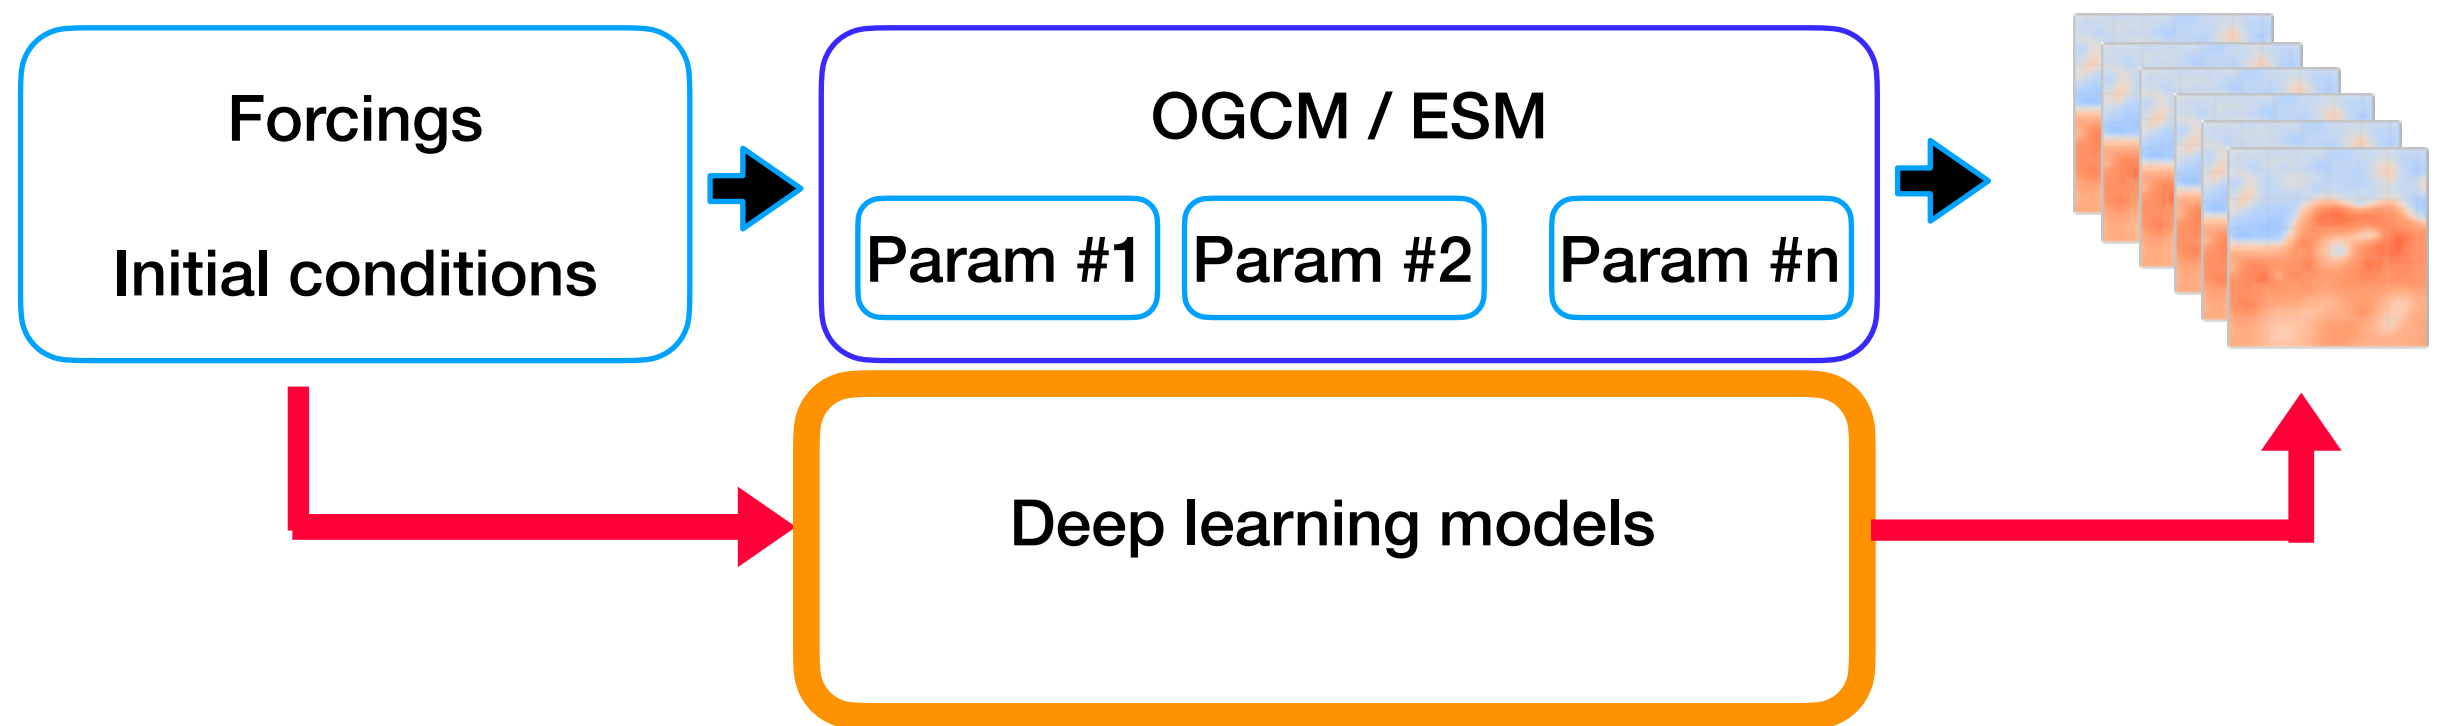 Forcings
Initial conditions
OGCM / ESM
Param #1
Param #2
Param #n
Deep learning models